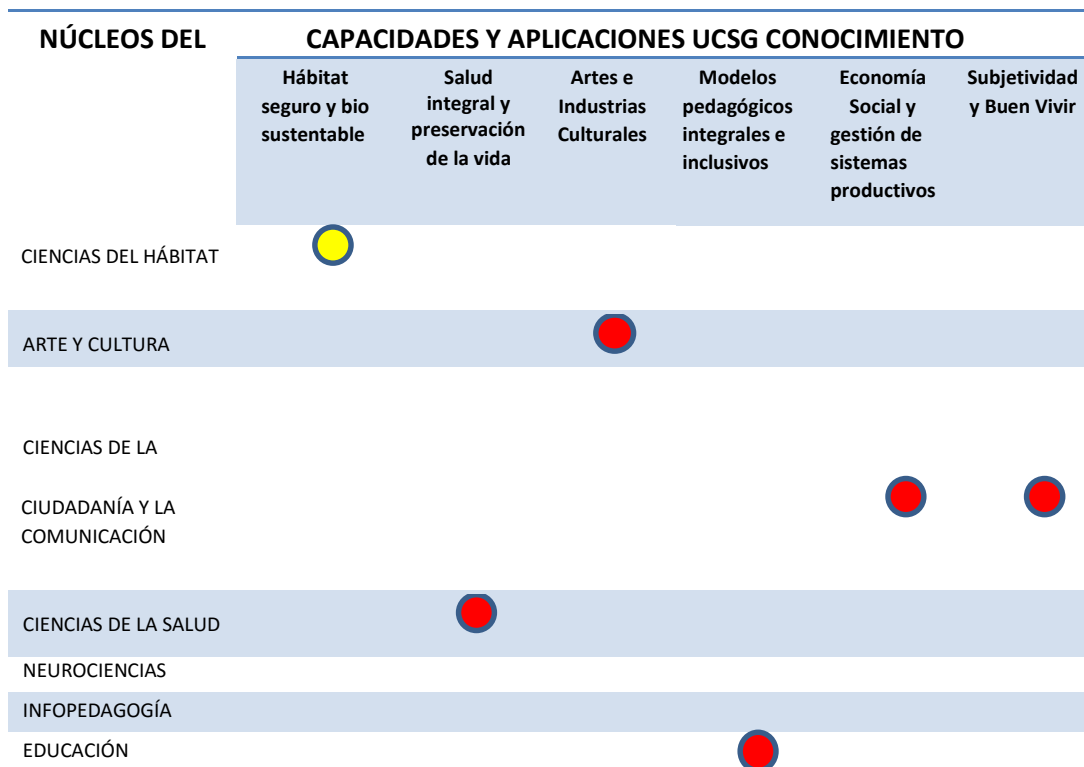 NÚCLEOS DEL CAPACIDADES Y APLICACIONES UCSG CONOCIMIENTO
Hábitat
seguro y bio
sustentable
Salud
integral y
preservación
de la vida
Artes e
Industrias
Culturales
Modelos
pedagógicos
integrales e
inclusivos
Economía
Social y
gestión de
sistemas
productivos
Subjetividad
y Buen Vivir
CIENCIAS DEL HÁBITAT
ARTE Y CULTURA
CIENCIAS DE LA
CIUDADANÍA Y LA
COMUNICACIÓN
CIENCIAS DE LA SALUD
NEUROCIENCIAS
INFOPEDAGOGÍA
EDUCACIÓN